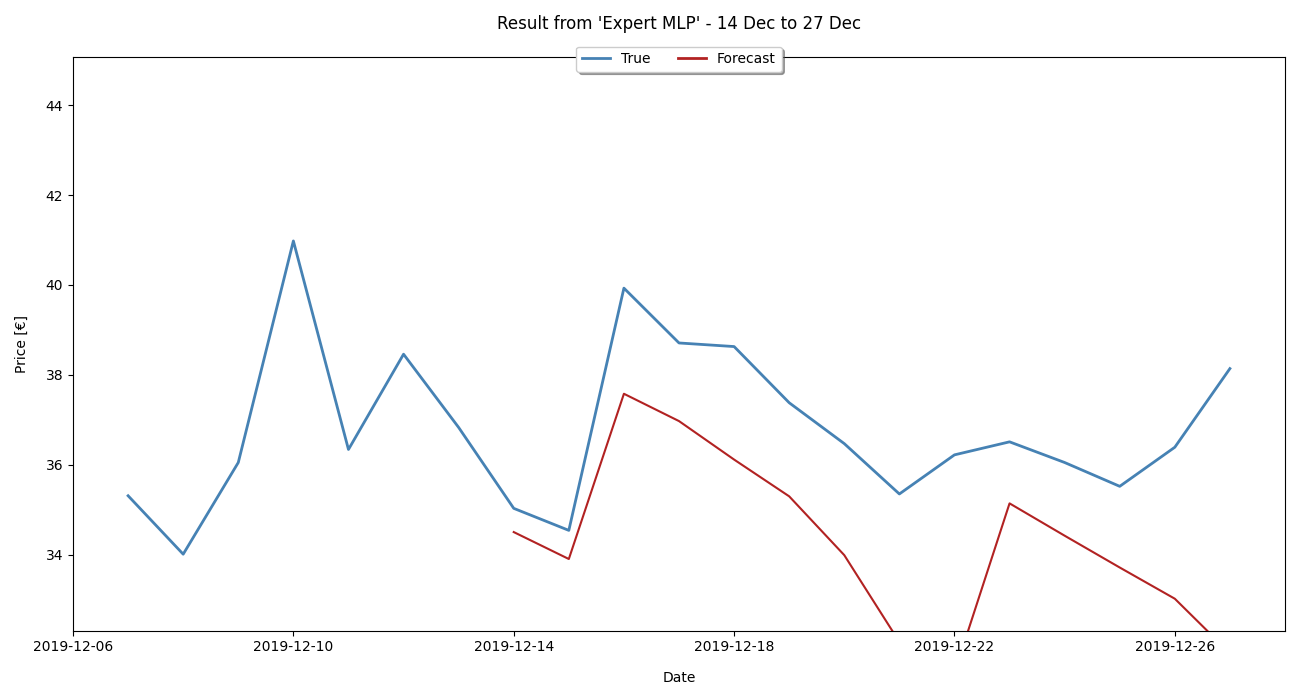 Result from 'Expert MLP' - 14 Dec to 27 Dec
True Forecast
44
42
40
38
36
34
Price [€]
2019-12-06 2019-12-10 2019-12-14 2019-12-18 2019-12-22 2019-12-26
Date